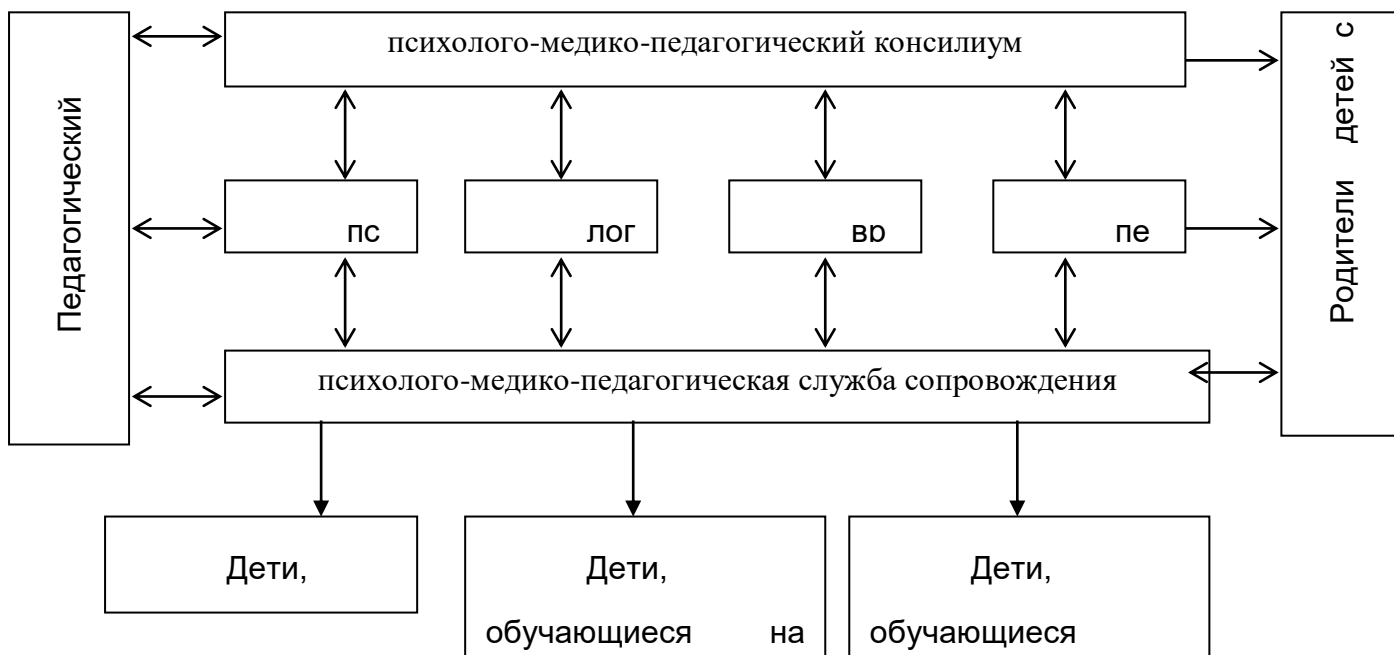 психолого-медико-педагогический консилиум
Педагогический
Родители детей с
пс
лог
вр
пе
психолого-медико-педагогическая служба сопровождения
Дети,
Дети,
обучающиеся на
Дети,
обучающиеся